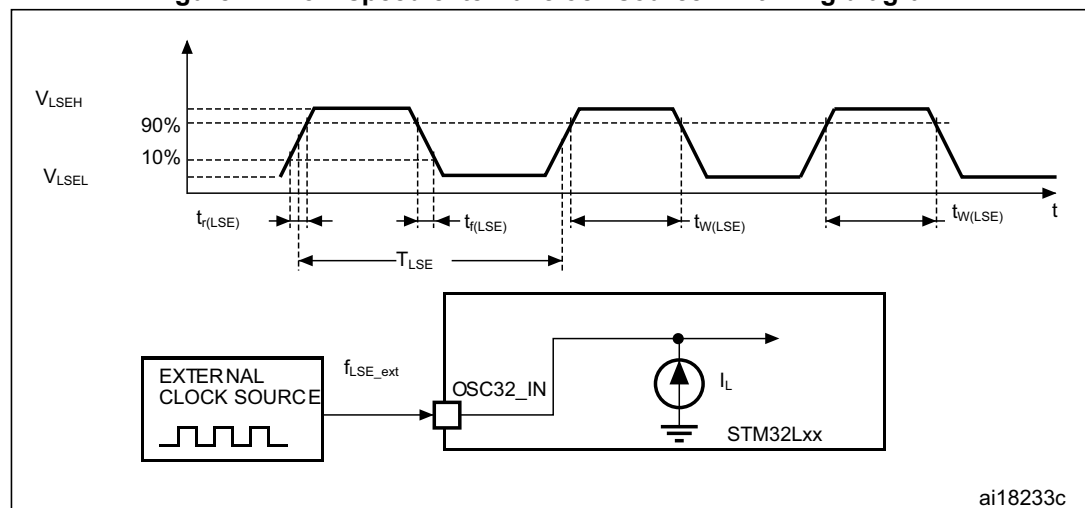 V_LSEH
90%
10%
V_LSEL
t_r(LSE)
t_f(LSE)
t_W(LSE)
t_W(LSE)
t
T_LSE
EXTERNAL
CLOCK SOURCE
f_LSE_ext
OSC32_IN
I_L
STM32Lxx
ai18233c